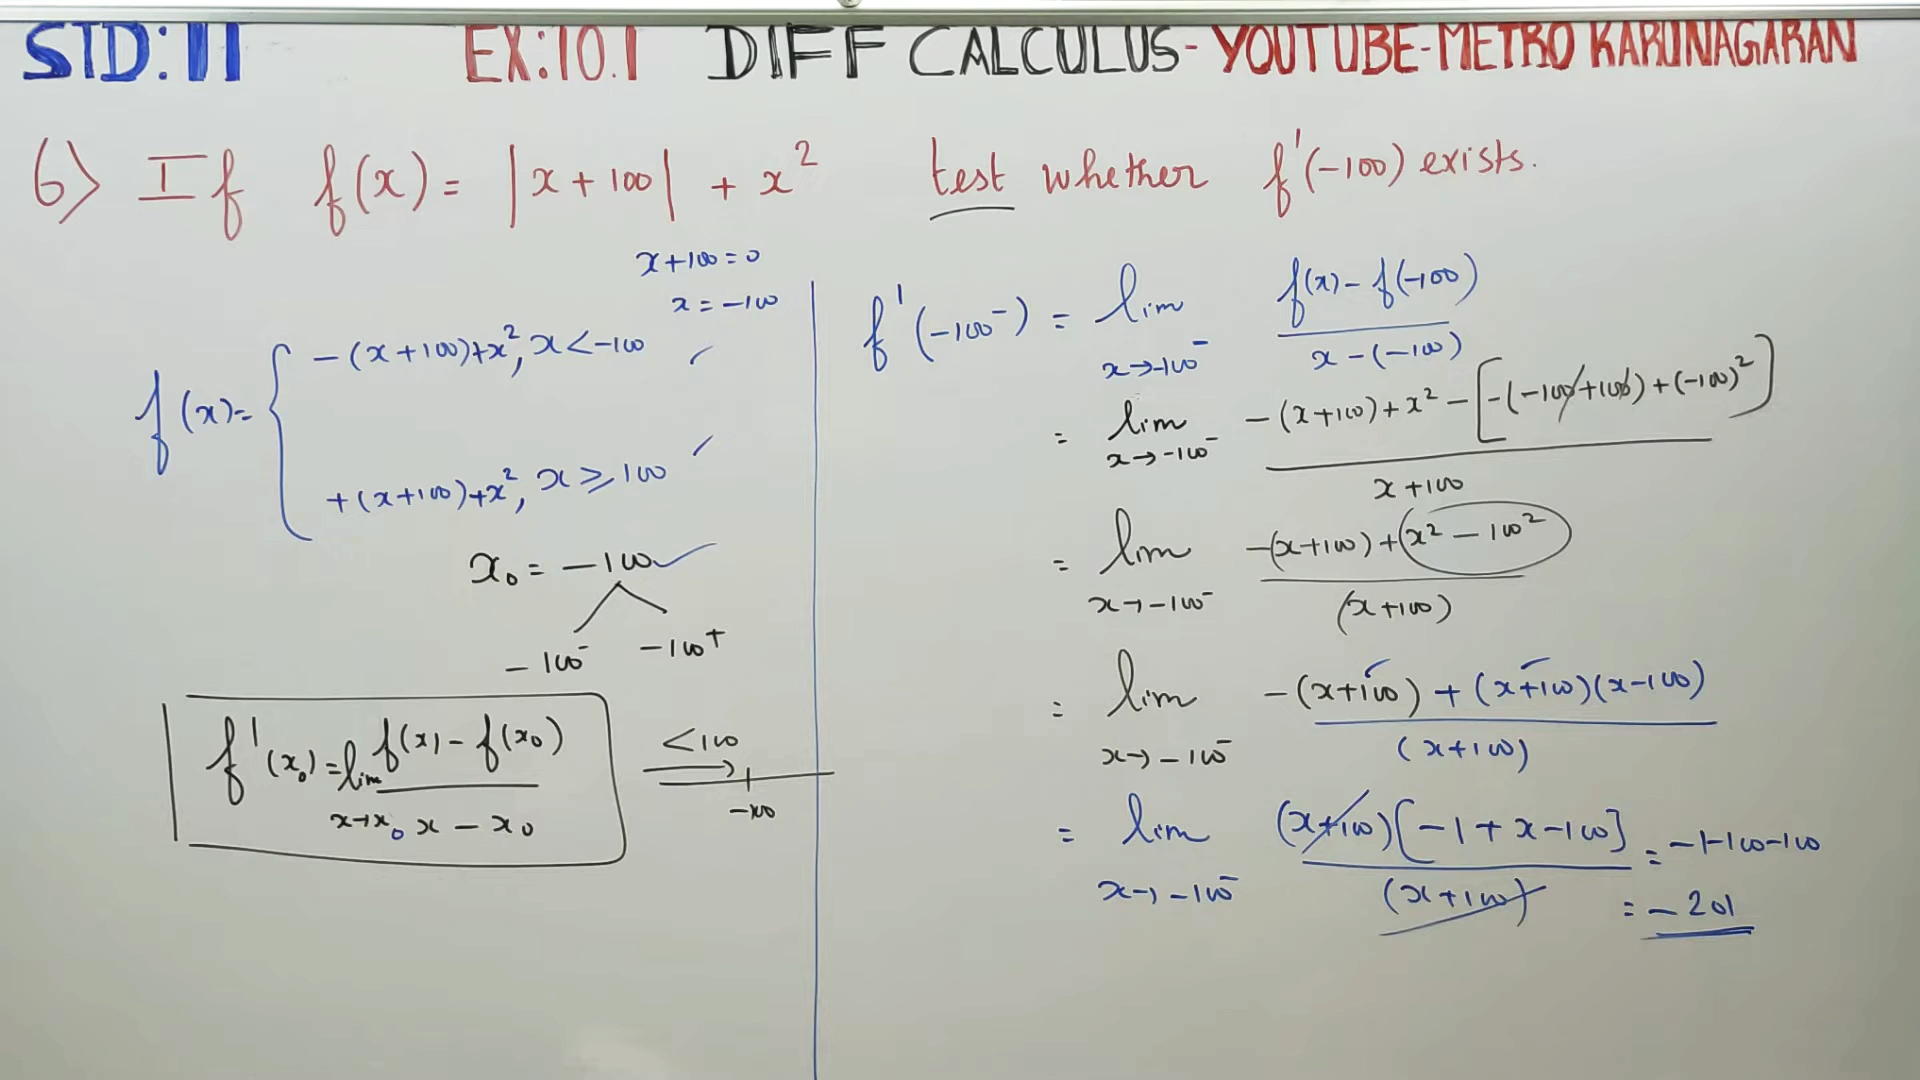 STD:11 EX:10.1 DIFF CALCULUS-YOUTUBE-METRO KARUNAGARAN
6) If f(x) = |x+100| + x² test whether f'(-100) exists.
x+100=0
x=-100
f(x)= { -(x+100)+x², x<-100
+(x+100)+x², x≥100
x₀ = -100
-100⁻ -100⁺
f'(x₀)=lim x→x₀ f(x)-f(x₀) / x-x₀
<100
-100
f'(-100⁻) = lim x→-100⁻ f(x)-f(-100) / x-(-100)
= lim x→-100⁻ -(x+100)+x²-[-(-100+100)+(-100)²] / x+100
= lim x→-100⁻ -(x+100)+(x²-100² / (x+100)
= lim x→-100⁻ -(x+100)+(x+100)(x-100) / (x+100)
= lim x→-100⁻ (x+100)[-1+x-100] / (x+100) = -1-100-100
= -201